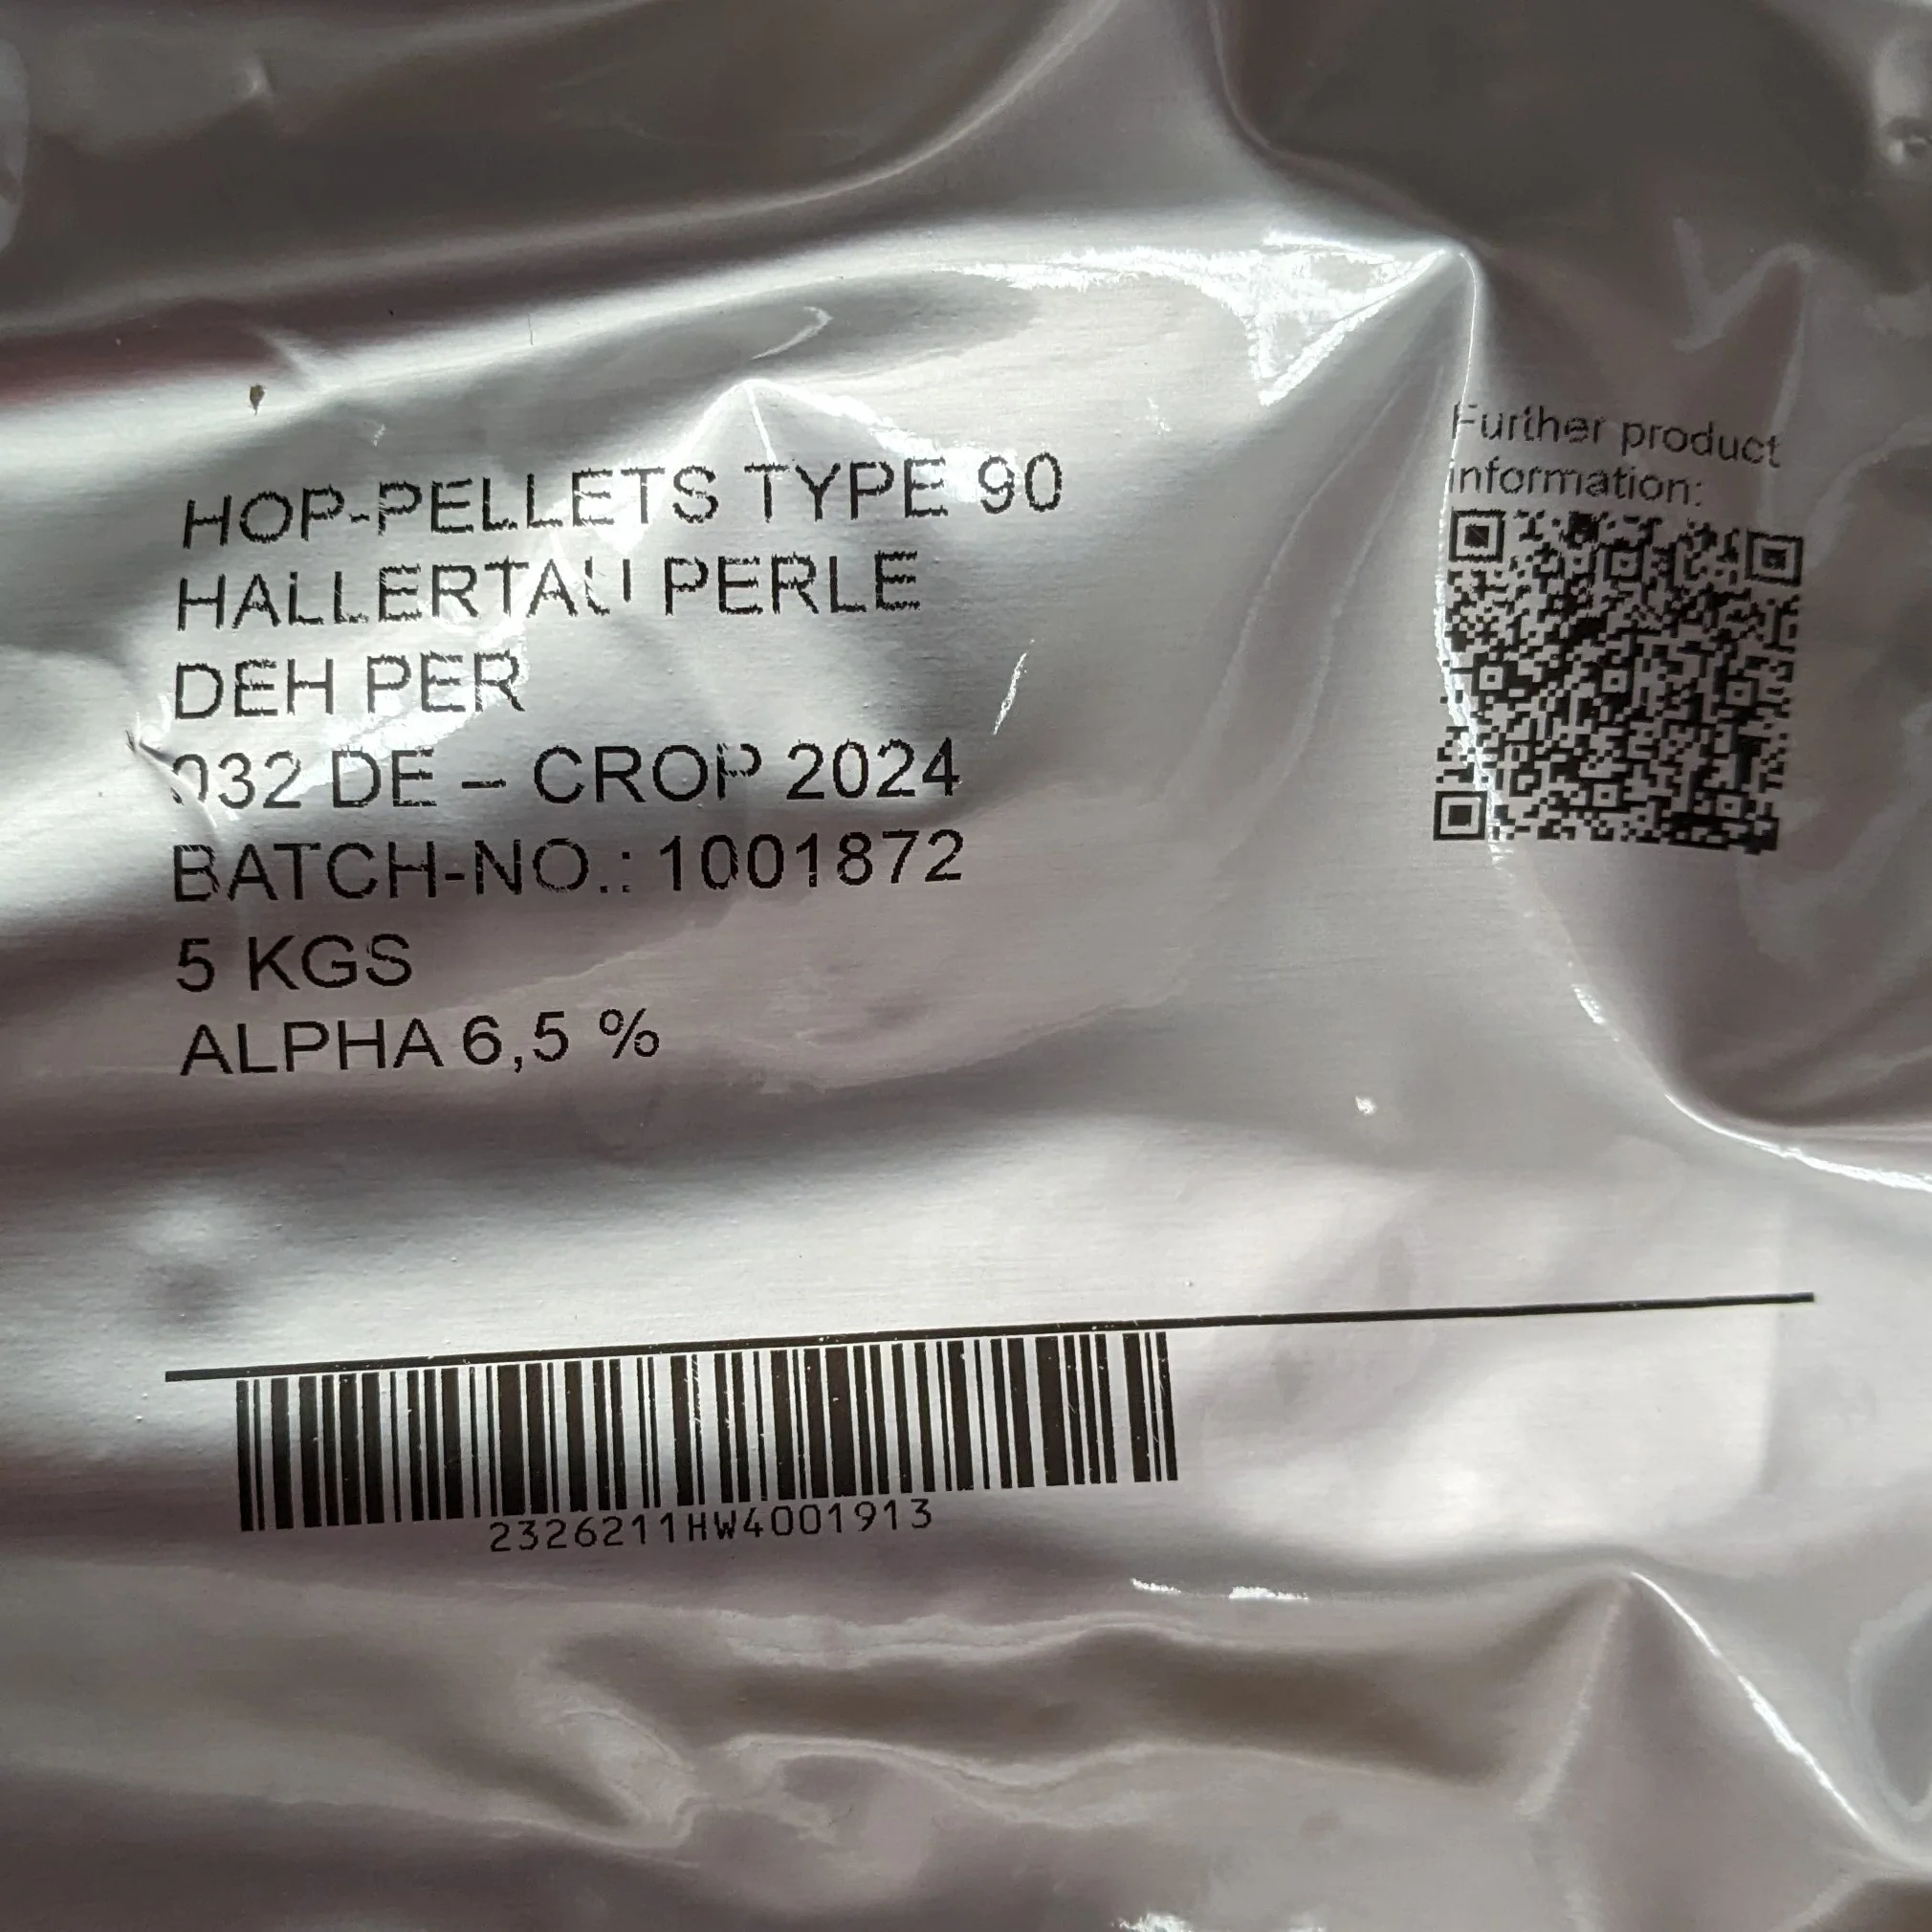 HOP-PELLETS TYPE 90
HALLERTAU PERLE
DEH PER
032 DE – CROP 2024
BATCH-NO.: 1001872
5 KGS
ALPHA 6,5 %
Further product
information:
2326211HW4001913